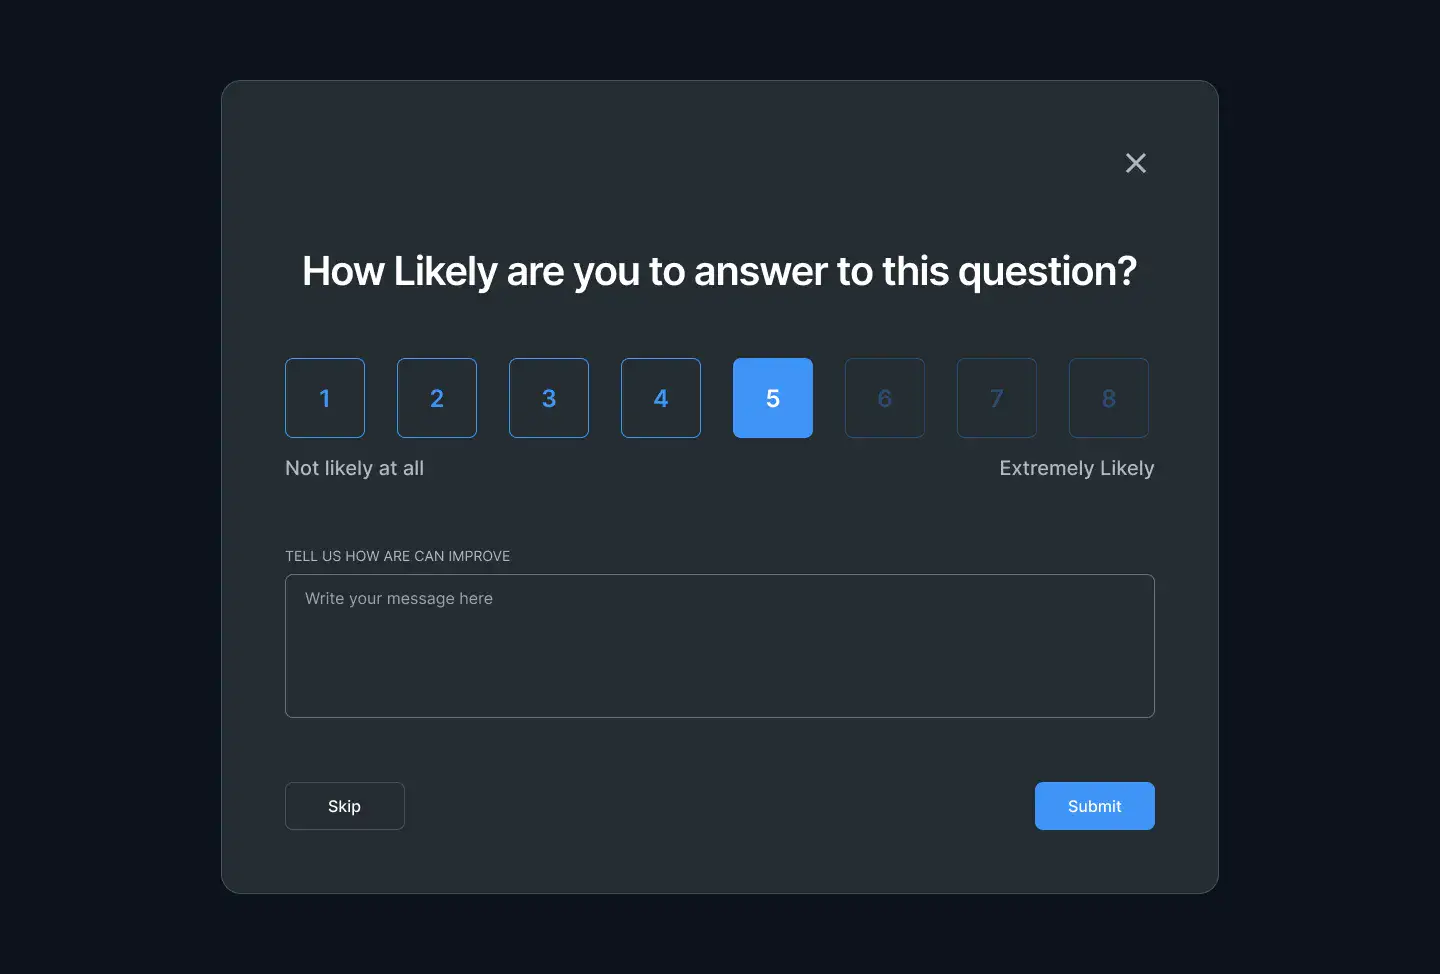 How Likely are you to answer to this question?
1 2 3 4 5 6 7 8
Not likely at all Extremely Likely
TELL US HOW ARE CAN IMPROVE
Write your message here
Skip Submit